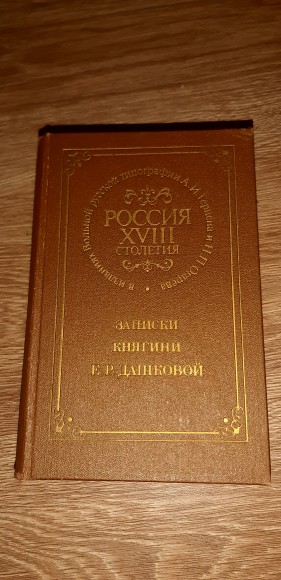 в изданиях Вольной русской типографии А. И. Герцена и Н. П. Огарева
РОССИЯ
XVIII
СТОЛЕТИЯ
ЗАПИСКИ
КНЯГИНИ
Е. Р. ДАШКОВОЙ